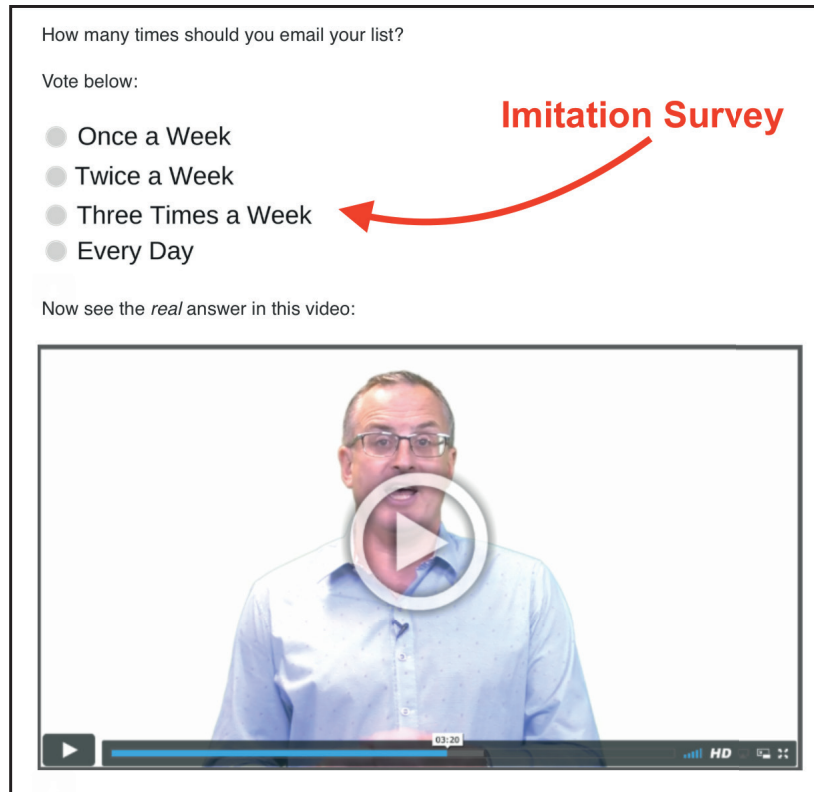 How many times should you email your list?
Vote below:
Imitation Survey
Once a Week
Twice a Week
Three Times a Week
Every Day
Now see the real answer in this video:
03:20
HD